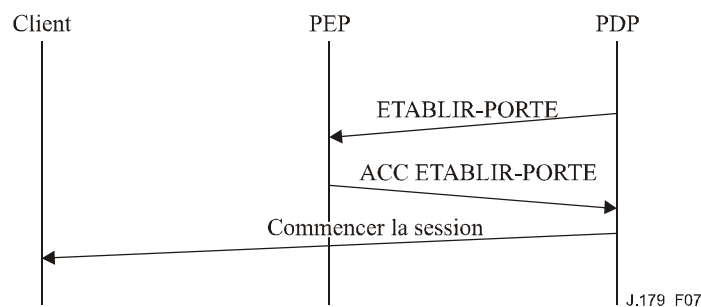 Client PEP PDP
ETABLIR-PORTE
ACC ETABLIR-PORTE
Commencer la session
J.179_F07